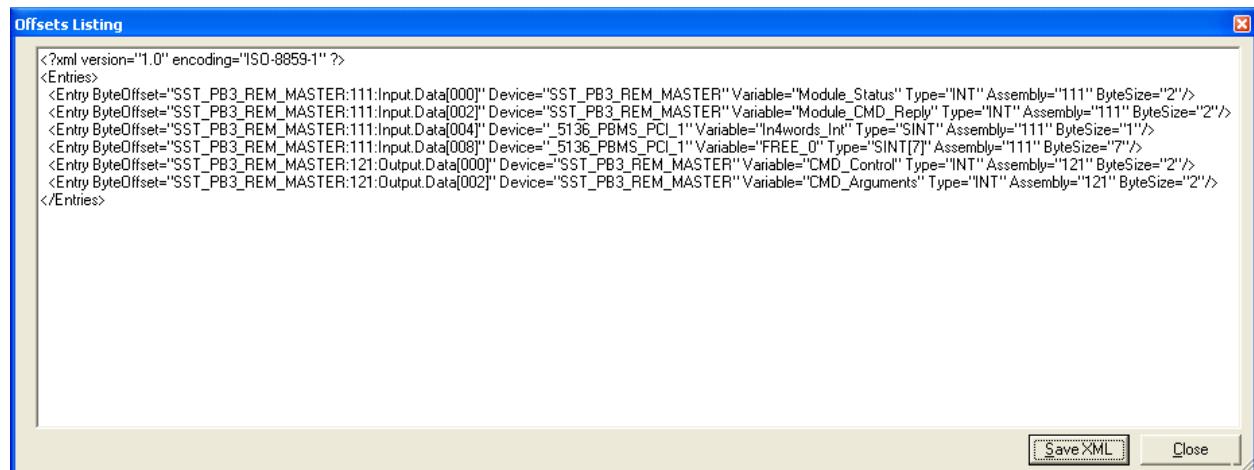 Offsets Listing
<?xml version="1.0" encoding="ISO-8859-1" ?>
<Entries>
<Entry ByteOffset="SST_PB3_REM_MASTER:111:Input.Data[000]" Device="SST_PB3_REM_MASTER" Variable="Module_Status" Type="INT" Assembly="111" ByteSize="2"/>
<Entry ByteOffset="SST_PB3_REM_MASTER:111:Input.Data[002]" Device="SST_PB3_REM_MASTER" Variable="Module_CMD_Reply" Type="INT" Assembly="111" ByteSize="2"/>
<Entry ByteOffset="SST_PB3_REM_MASTER:111:Input.Data[004]" Device="_5136_PBMS_PCI_1" Variable="In4words_Int" Type="SINT" Assembly="111" ByteSize="1"/>
<Entry ByteOffset="SST_PB3_REM_MASTER:111:Input.Data[008]" Device="_5136_PBMS_PCI_1" Variable="FREE_0" Type="SINT[7]" Assembly="111" ByteSize="7"/>
<Entry ByteOffset="SST_PB3_REM_MASTER:121:Output.Data[000]" Device="SST_PB3_REM_MASTER" Variable="CMD_Control" Type="INT" Assembly="121" ByteSize="2"/>
<Entry ByteOffset="SST_PB3_REM_MASTER:121:Output.Data[002]" Device="SST_PB3_REM_MASTER" Variable="CMD_Arguments" Type="INT" Assembly="121" ByteSize="2"/>
</Entries>
Save XML Close